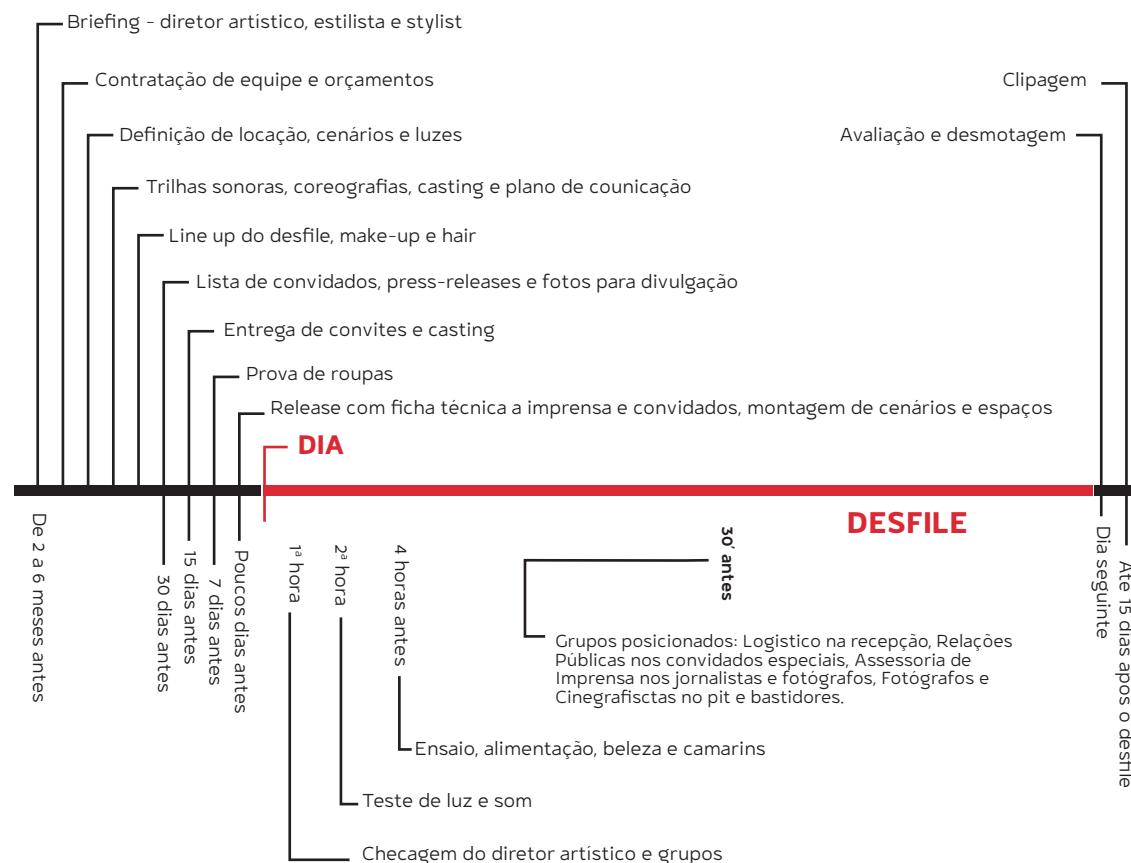 Briefing - diretor artístico, estilista e stylist
Contratação de equipe e orçamentos
Clipagem
Definição de locação, cenários e luzes
Avaliação e desmotagem
Trilhas sonoras, coreografias, casting e plano de counicação
Line up do desfile, make-up e hair
Lista de convidados, press-releases e fotos para divulgação
Entrega de convites e casting
Prova de roupas
Release com ficha técnica a imprensa e convidados, montagem de cenários e espaços
DIA
DESFILE
De 2 a 6 meses antes
30 dias antes
15 dias antes
7 dias antes
Poucos dias antes
1ª hora
2ª hora
4 horas antes
30' antes
Dia seguinte
Ate 15 dias apos o desfile
Grupos posicionados: Logistico na recepção, Relações
Públicas nos convidados especiais, Assessoria de
Imprensa nos jornalistas e fotógrafos, Fotógrafos e
Cinegrafisctas no pit e bastidores.
Ensaio, alimentação, beleza e camarins
Teste de luz e som
Checagem do diretor artístico e grupos